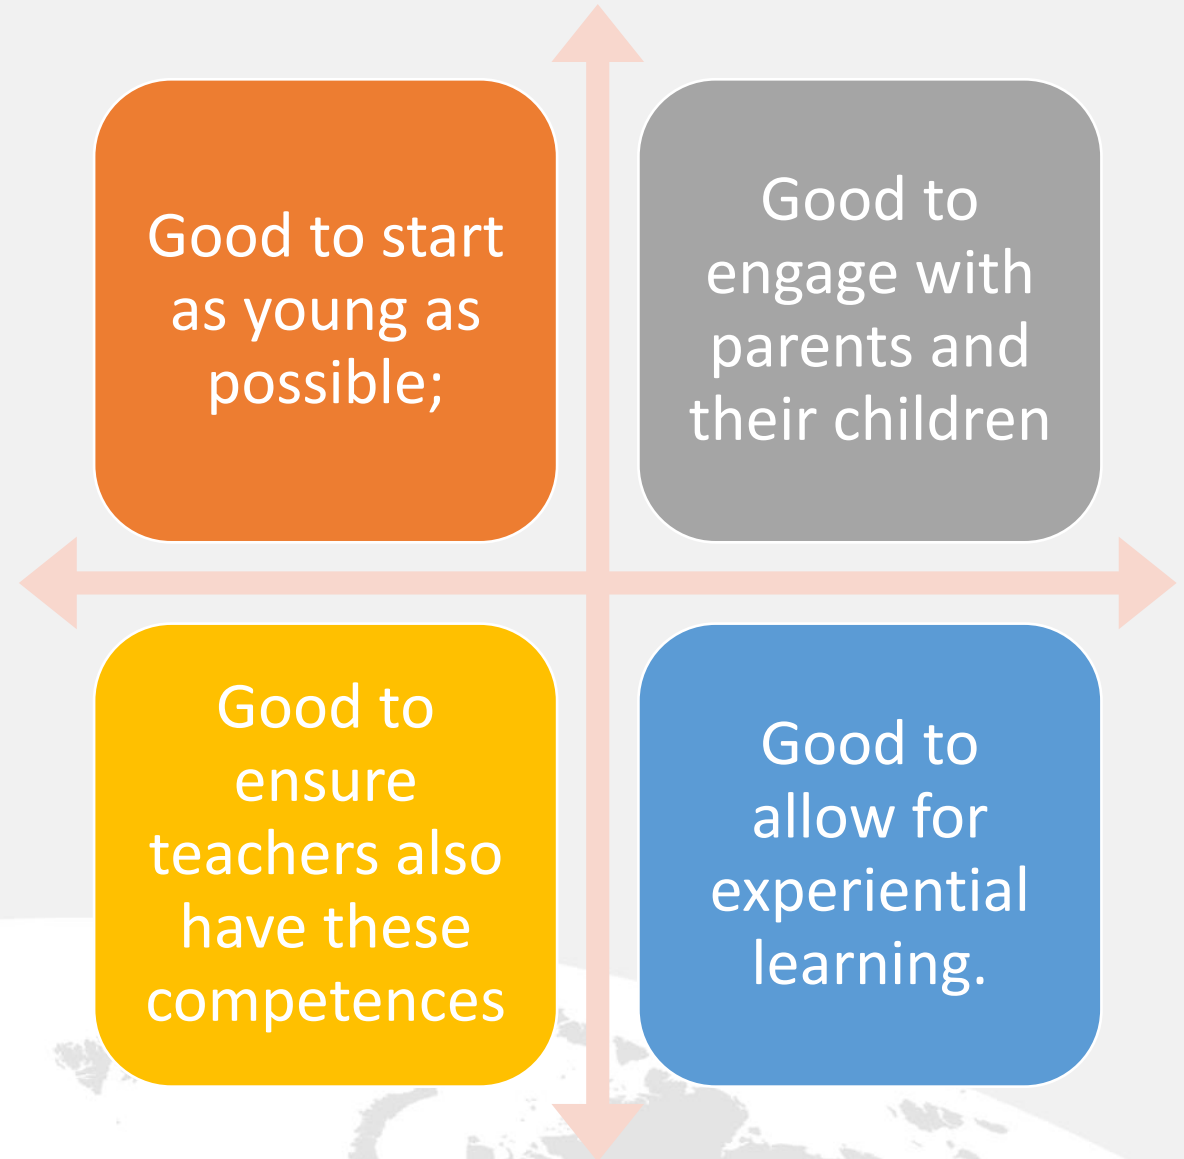 Good to start
as young as
possible;
Good to
engage with
parents and
their children
Good to
ensure
teachers also
have these
competences
Good to
allow for
experiential
learning.